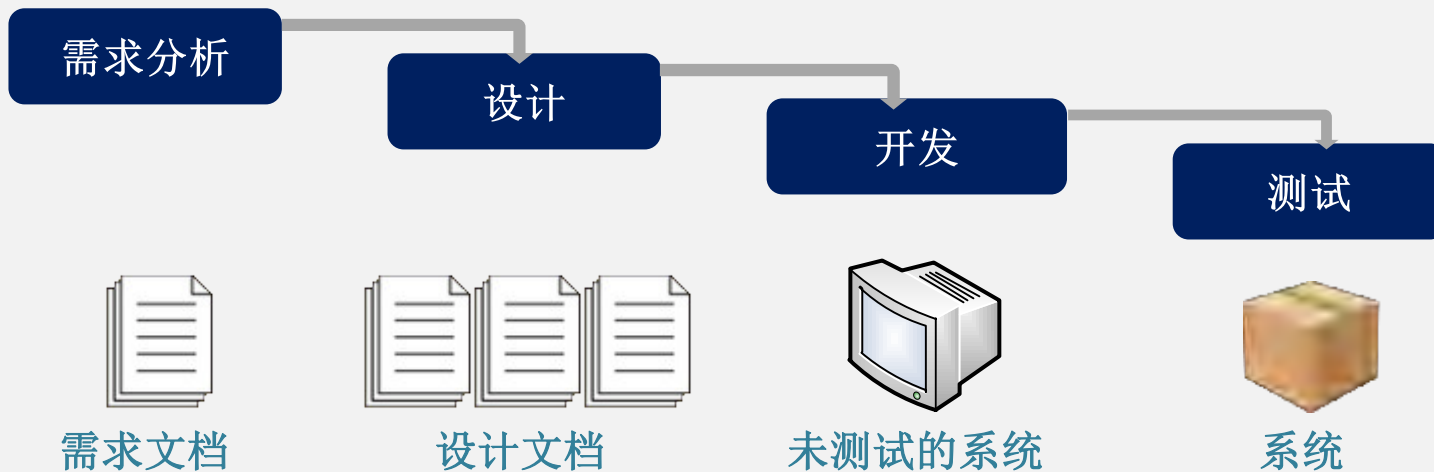 需求分析
设计
开发
测试
需求文档
设计文档
未测试的系统
系统